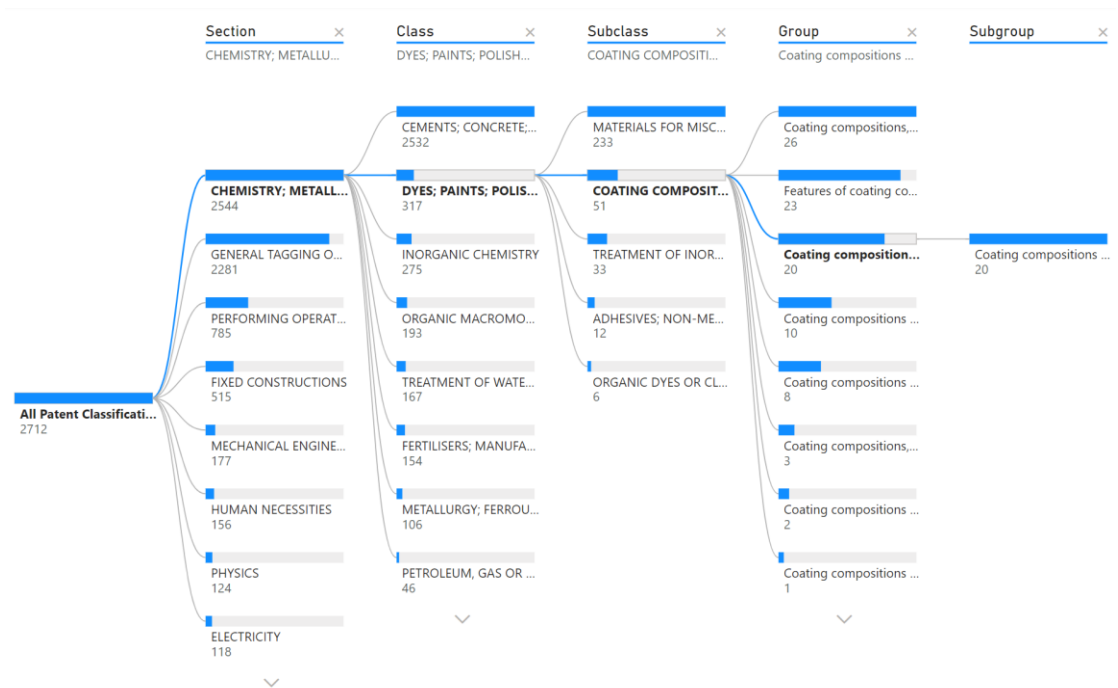 Section
CHEMISTRY; METALLU...
Class
DYES; PAINTS; POLISH...
Subclass
COATING COMPOSITI...
Group
Coating compositions ...
Subgroup
All Patent Classificati...
2712
CHEMISTRY; METALL...
2544
GENERAL TAGGING O...
2281
PERFORMING OPERAT...
785
FIXED CONSTRUCTIONS
515
MECHANICAL ENGINE...
177
HUMAN NECESSITIES
156
PHYSICS
124
ELECTRICITY
118
CEMENTS; CONCRETE;...
2532
DYES; PAINTS; POLIS...
317
INORGANIC CHEMISTRY
275
ORGANIC MACROMO...
193
TREATMENT OF WATE...
167
FERTILISERS; MANUFA...
154
METALLURGY; FERROU...
106
PETROLEUM, GAS OR ...
46
MATERIALS FOR MISC...
233
COATING COMPOSIT...
51
TREATMENT OF INOR...
33
ADHESIVES; NON-ME...
12
ORGANIC DYES OR CL...
6
Coating compositions,...
26
Features of coating co...
23
Coating composition...
20
Coating compositions ...
10
Coating compositions ...
8
Coating compositions,...
3
Coating compositions ...
2
Coating compositions ...
1
Coating compositions ...
20